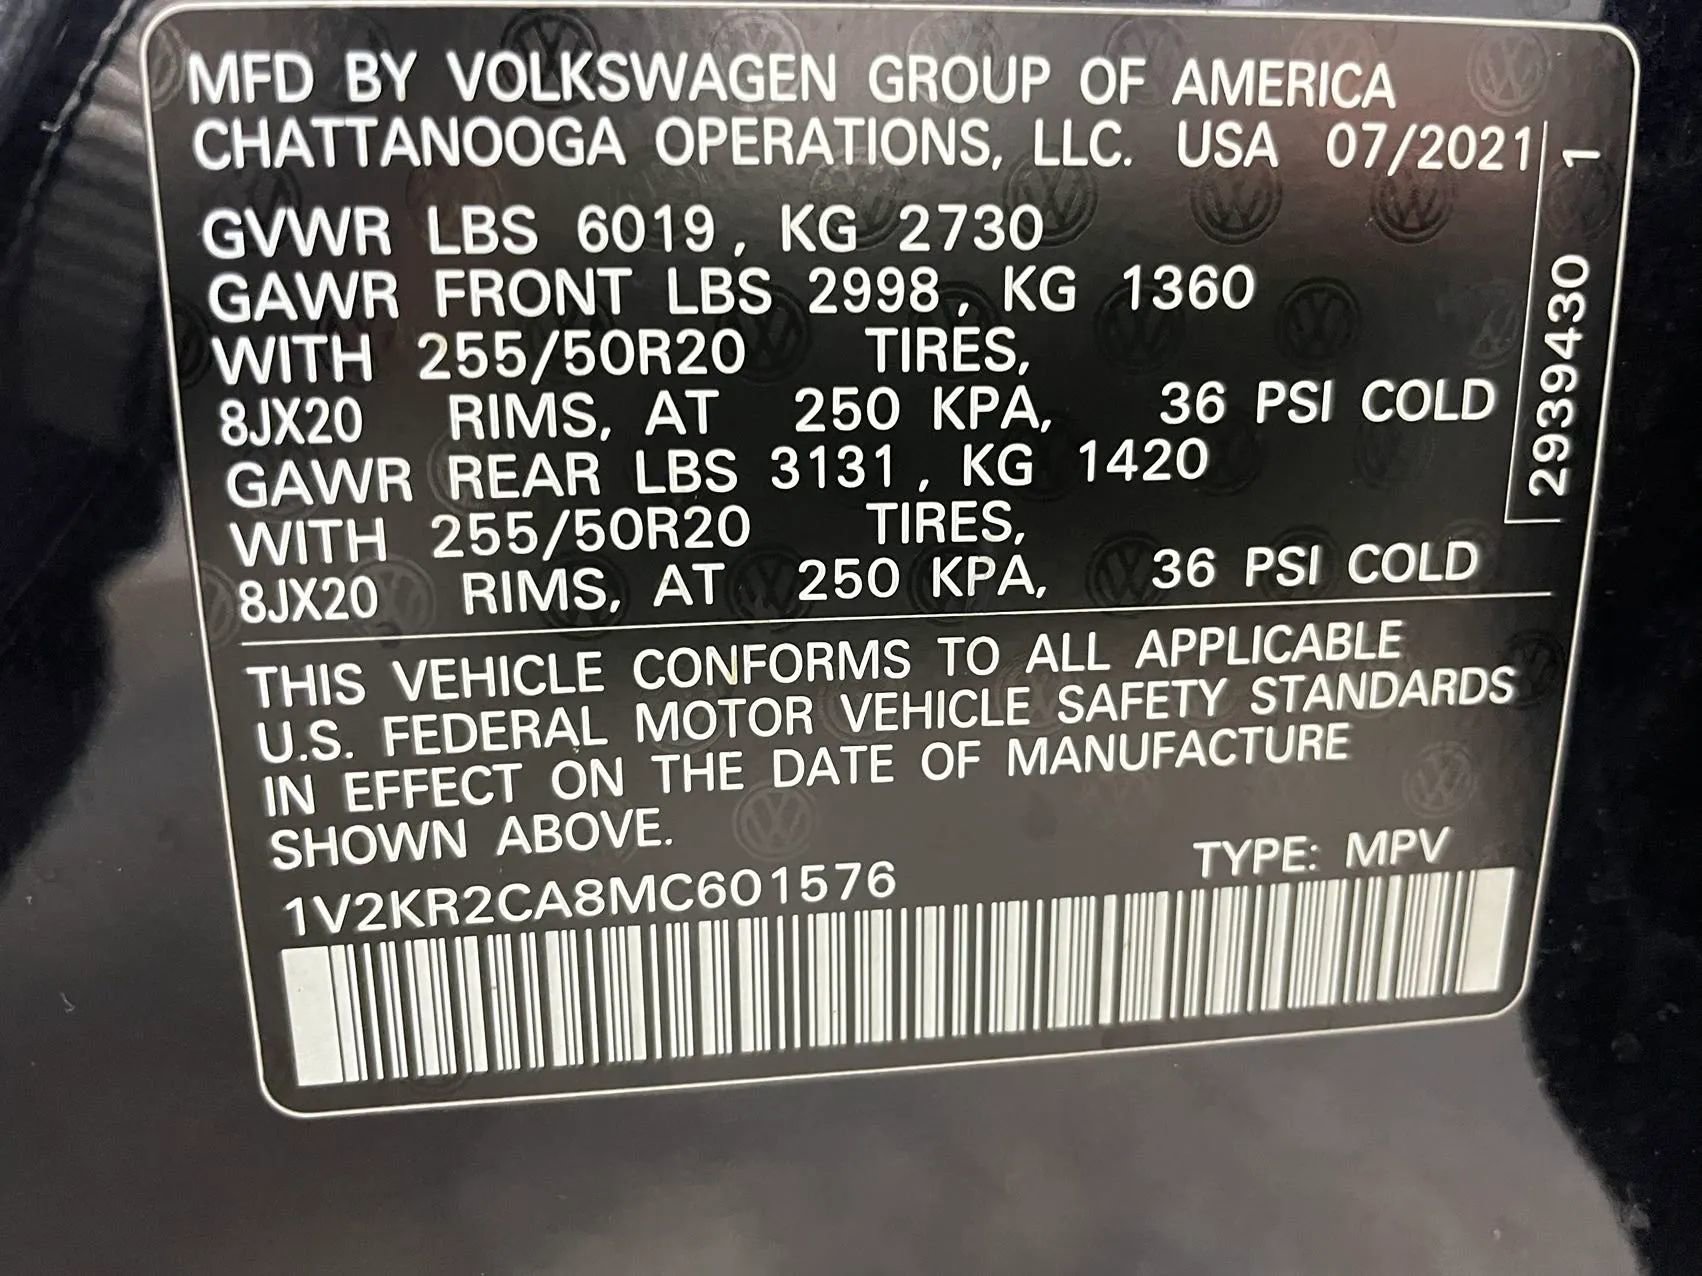 MFD BY VOLKSWAGEN GROUP OF AMERICA
CHATTANOOGA OPERATIONS, LLC. USA 07/2021
GVWR LBS 6019, KG 2730
GAWR FRONT LBS 2998, KG 1360
WITH 255/50R20 TIRES,
8JX20 RIMS, AT 250 KPA, 36 PSI COLD
GAWR REAR LBS 3131, KG 1420
WITH 255/50R20 TIRES,
8JX20 RIMS, AT 250 KPA, 36 PSI COLD
2939430 1
THIS VEHICLE CONFORMS TO ALL APPLICABLE
U.S. FEDERAL MOTOR VEHICLE SAFETY STANDARDS
IN EFFECT ON THE DATE OF MANUFACTURE
SHOWN ABOVE.
TYPE: MPV
1V2KR2CA8MC601576